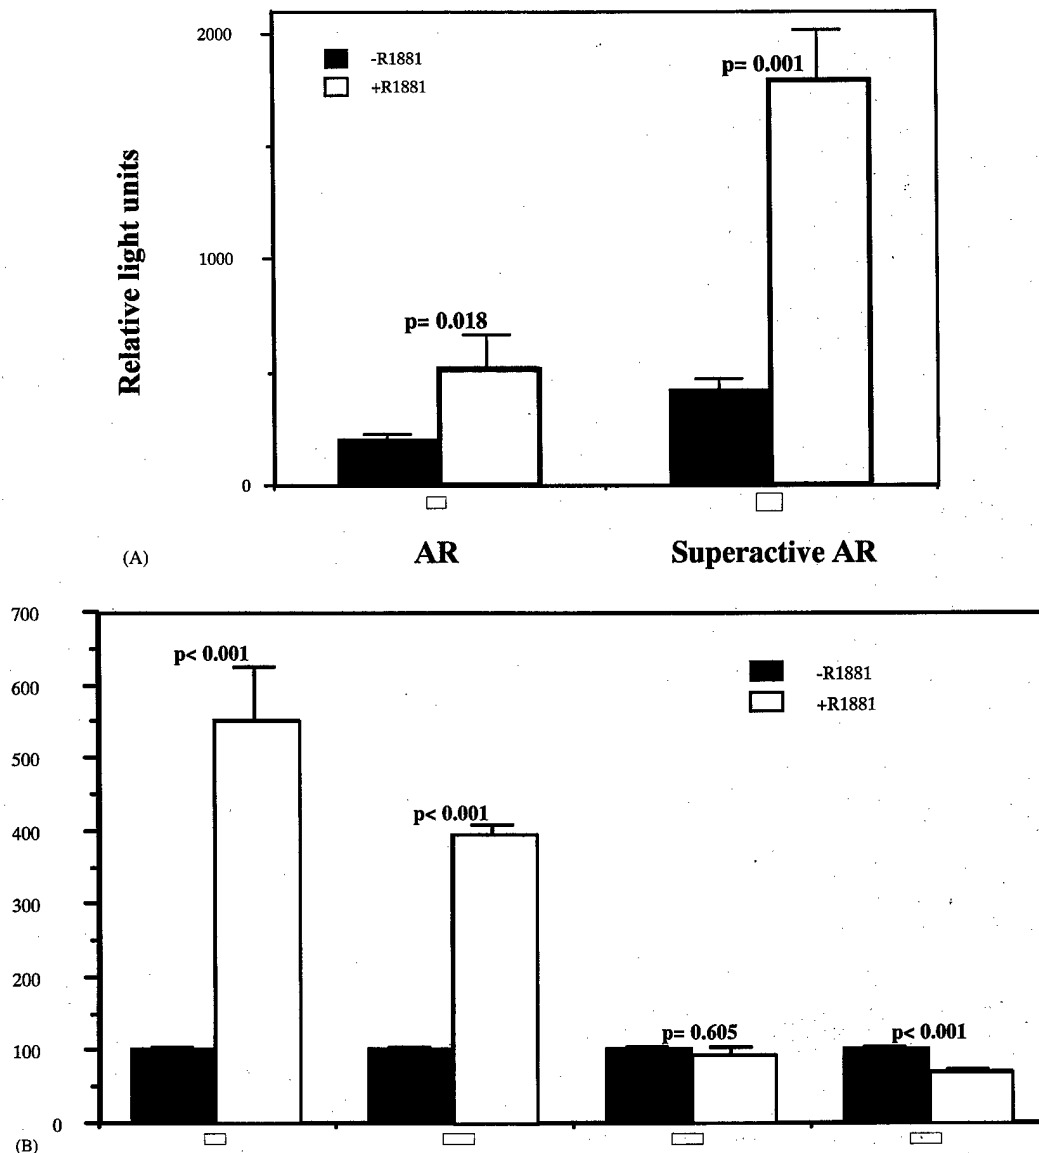 2000
-R1881
+R1881
p= 0.001
Relative light units
1000
p= 0.018
0
(A)
AR
Superactive AR
700
p< 0.001
-R1881
600
+R1881
500
p< 0.001
400
300
200
p= 0.605
p< 0.001
100
0
(B)